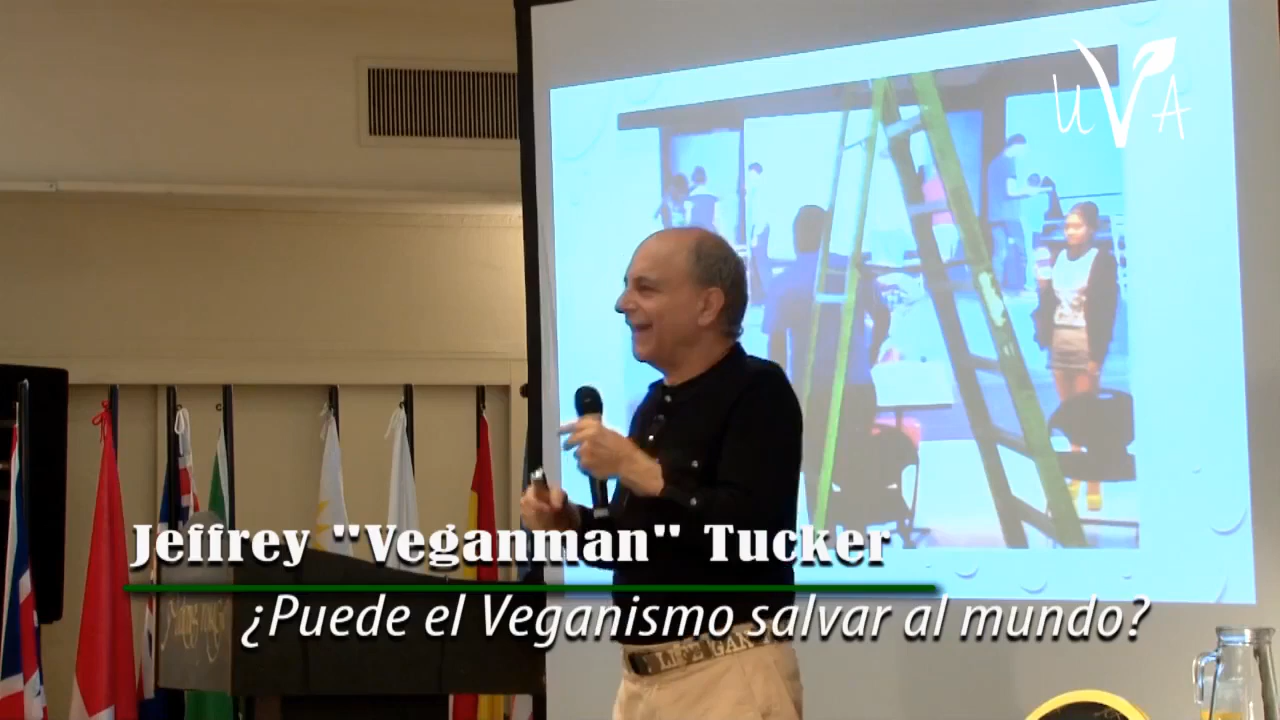 UVA
Jeffrey "Veganman" Tucker
¿Puede el Veganismo salvar al mundo?